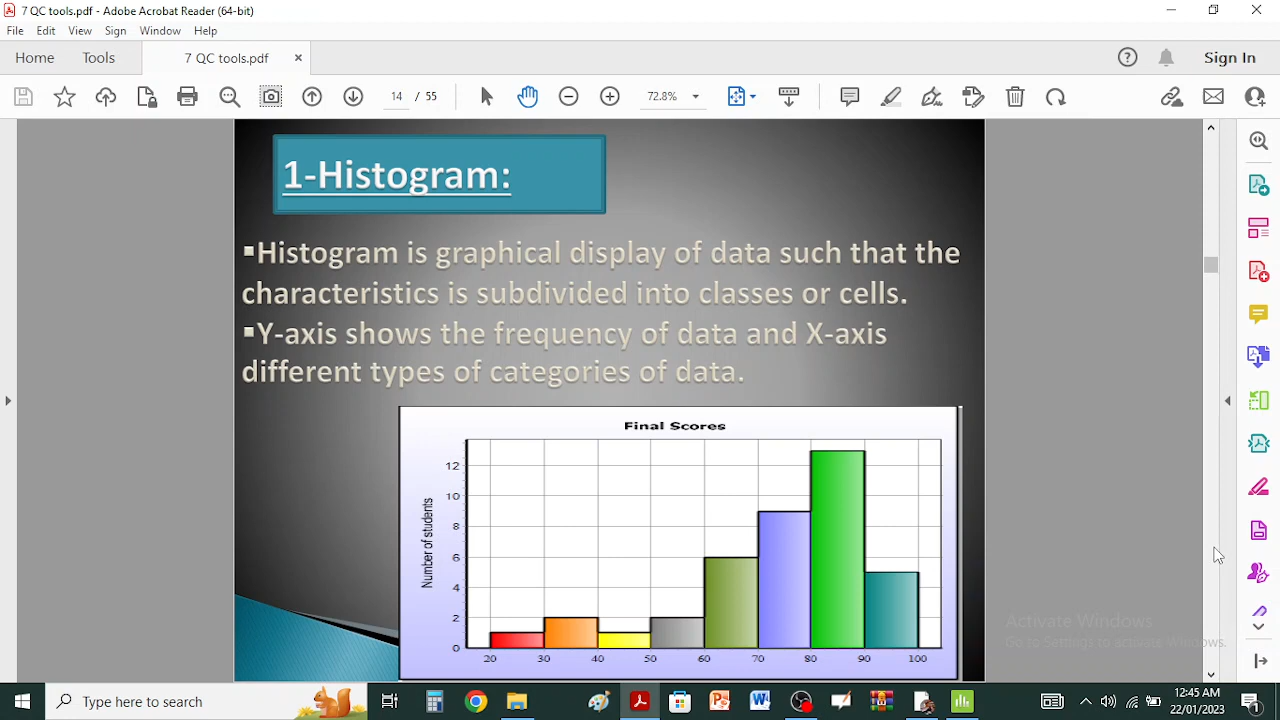 7 QC tools.pdf - Adobe Acrobat Reader (64-bit)
File Edit View Sign Window Help
Home Tools 7 QC tools.pdf Sign In
14 / 55 72.8%
1-Histogram:
▪Histogram is graphical display of data such that the
characteristics is subdivided into classes or cells.
▪Y-axis shows the frequency of data and X-axis
different types of categories of data.
Final Scores
Number of students
12
10
8
6
4
2
0
20 30 40 50 60 70 80 90 100
Activate Windows
Go to Settings to activate Windows.
Type here to search
12:45 AM
22/01/2023
1